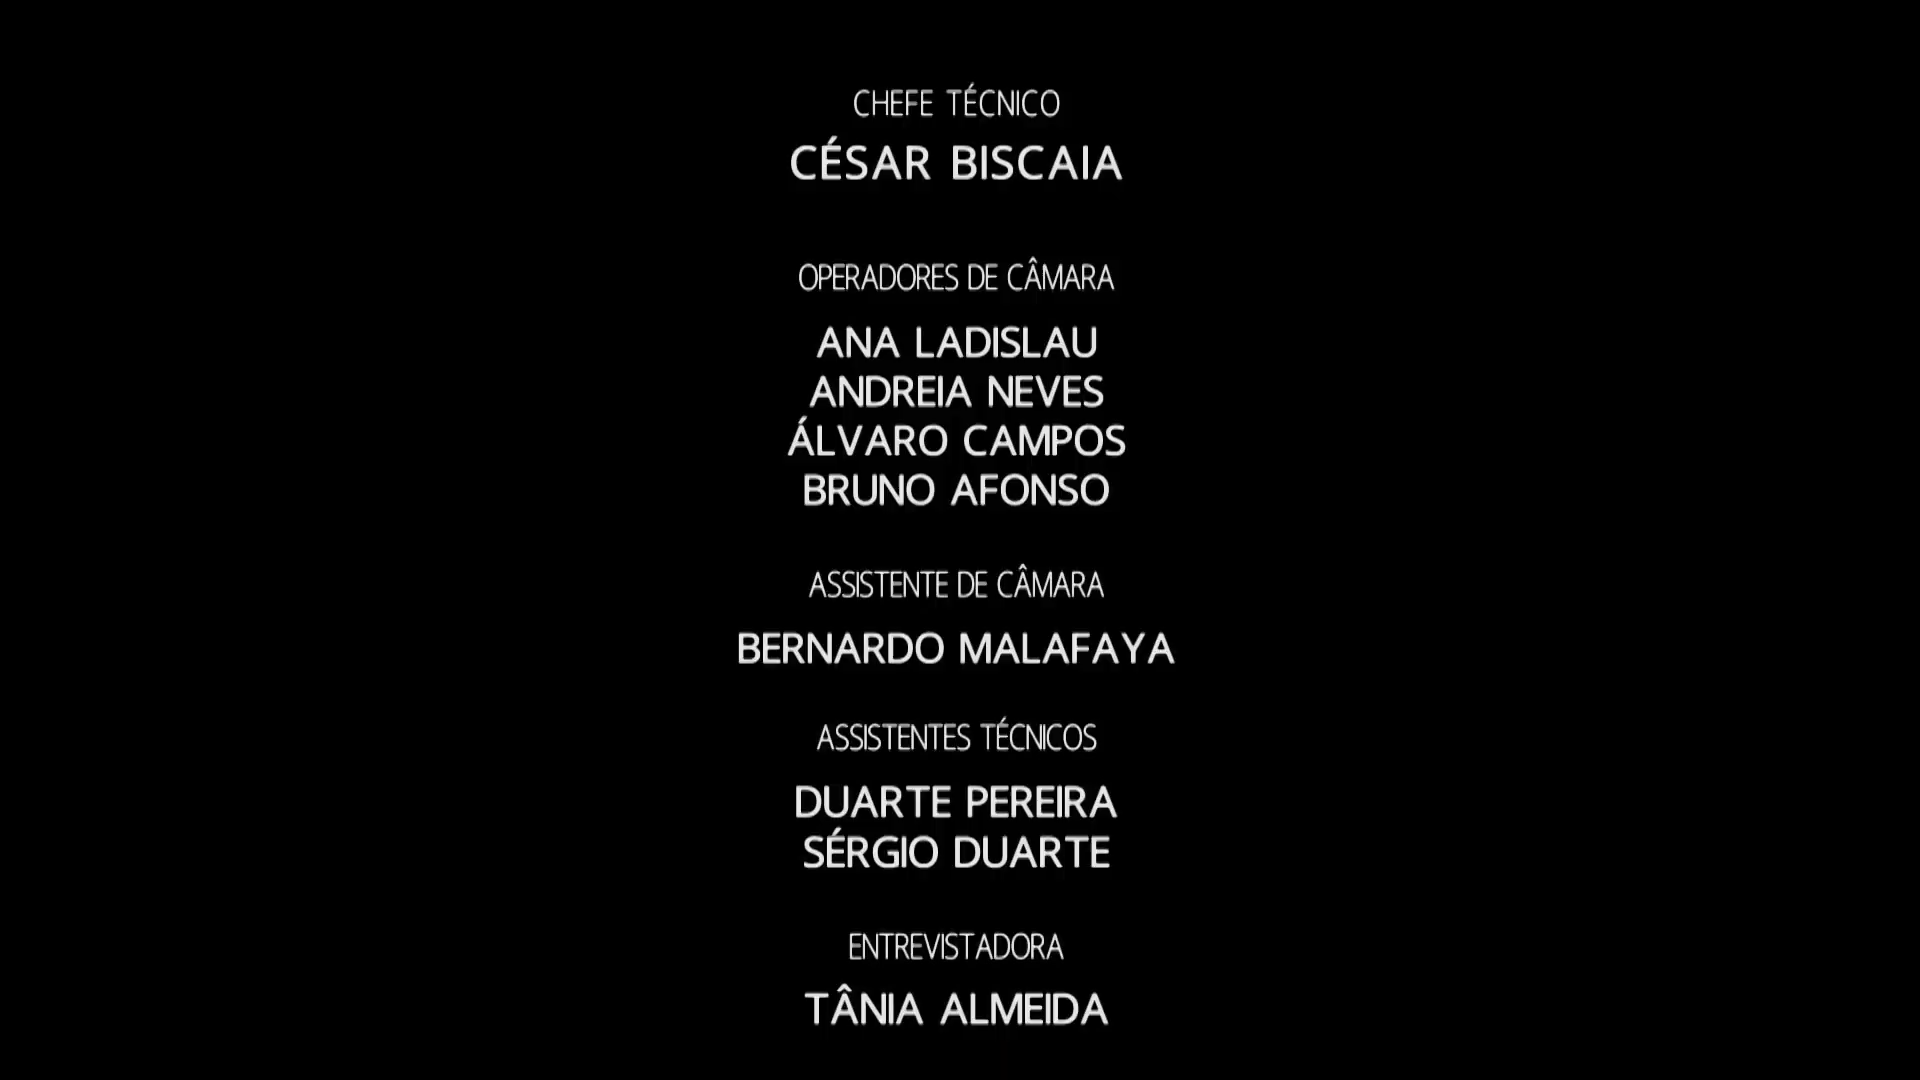 CHEFE TÉCNICO
CÉSAR BISCAIA
OPERADORES DE CÂMARA
ANA LADISLAU
ANDREIA NEVES
ÁLVARO CAMPOS
BRUNO AFONSO
ASSISTENTE DE CÂMARA
BERNARDO MALAFAYA
ASSISTENTES TÉCNICOS
DUARTE PEREIRA
SÉRGIO DUARTE
ENTREVISTADORA
TÂNIA ALMEIDA